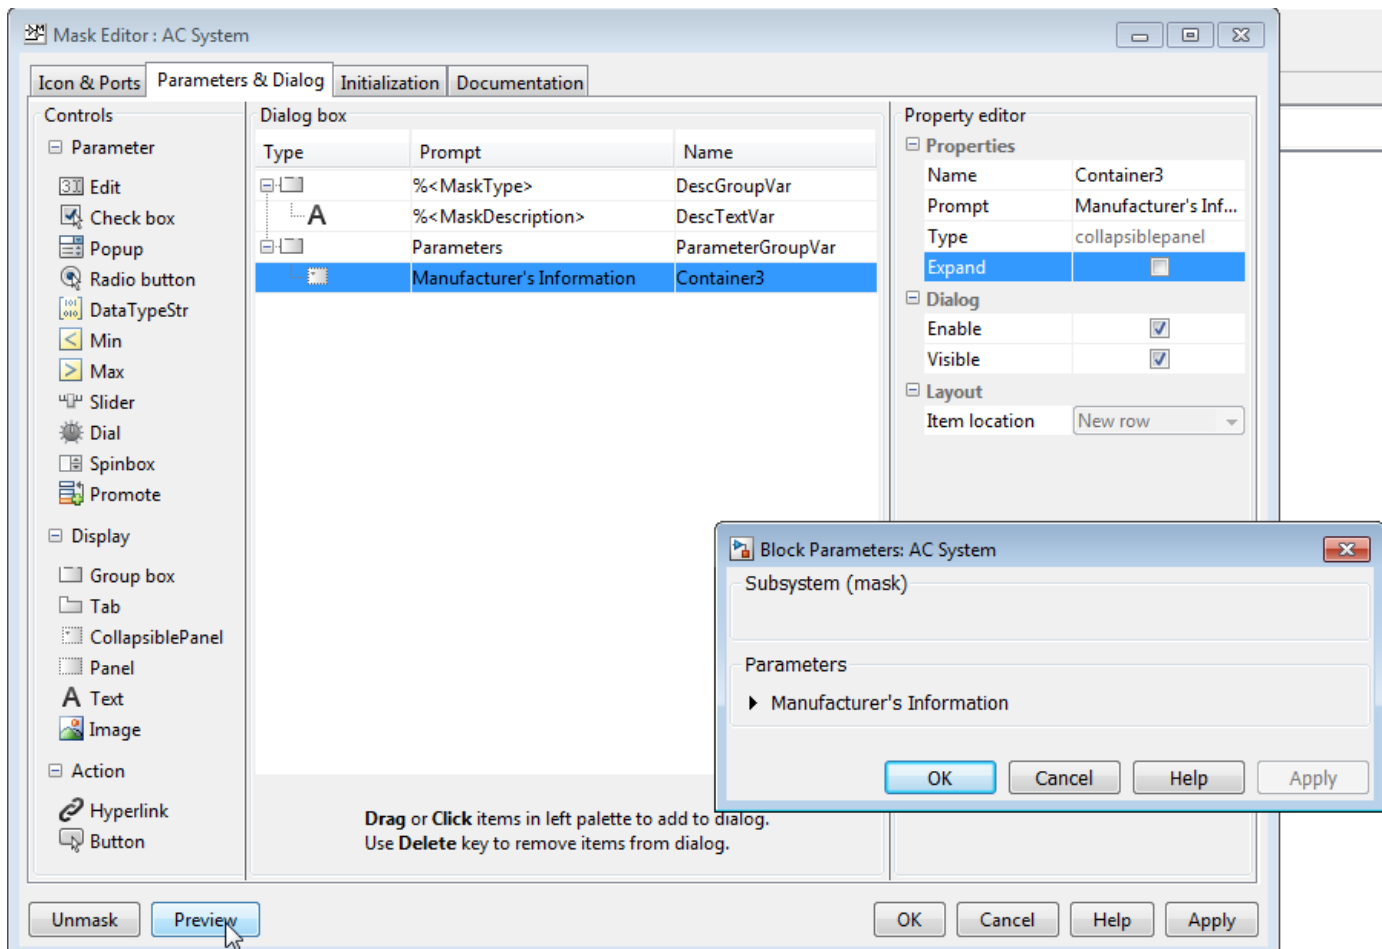 Mask Editor : AC System
Icon & Ports Parameters & Dialog Initialization Documentation
Controls
Parameter
Edit
Check box
Popup
Radio button
DataTypeStr
Min
Max
Slider
Dial
Spinbox
Promote
Display
Group box
Tab
CollapsiblePanel
Panel
A Text
Image
Action
Hyperlink
Button
Dialog box
Type Prompt Name
%<MaskType> DescGroupVar
A %<MaskDescription> DescTextVar
Parameters ParameterGroupVar
Manufacturer's Information Container3
Drag or Click items in left palette to add to dialog.
Use Delete key to remove items from dialog.
Property editor
Properties
Name Container3
Prompt Manufacturer's Inf...
Type collapsiblepanel
Expand
Dialog
Enable
Visible
Layout
Item location New row
Block Parameters: AC System
Subsystem (mask)
Parameters
Manufacturer's Information
OK Cancel Help Apply
Unmask Preview OK Cancel Help Apply